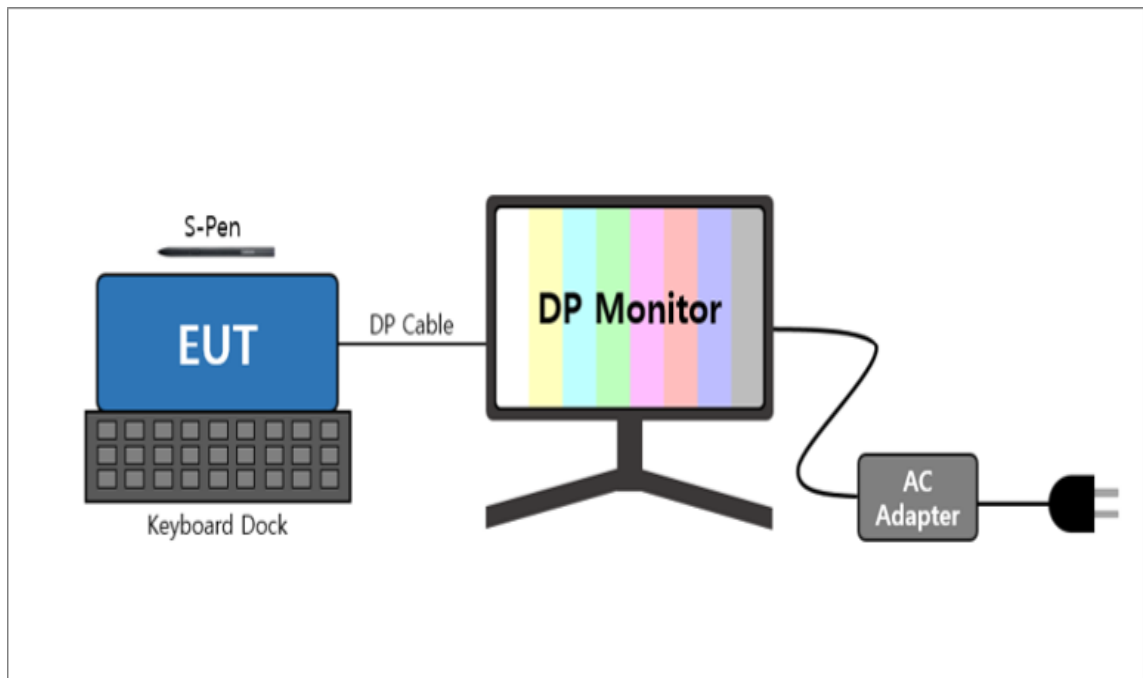 S-Pen
EUT
DP Cable
DP Monitor
Keyboard Dock
AC
Adapter